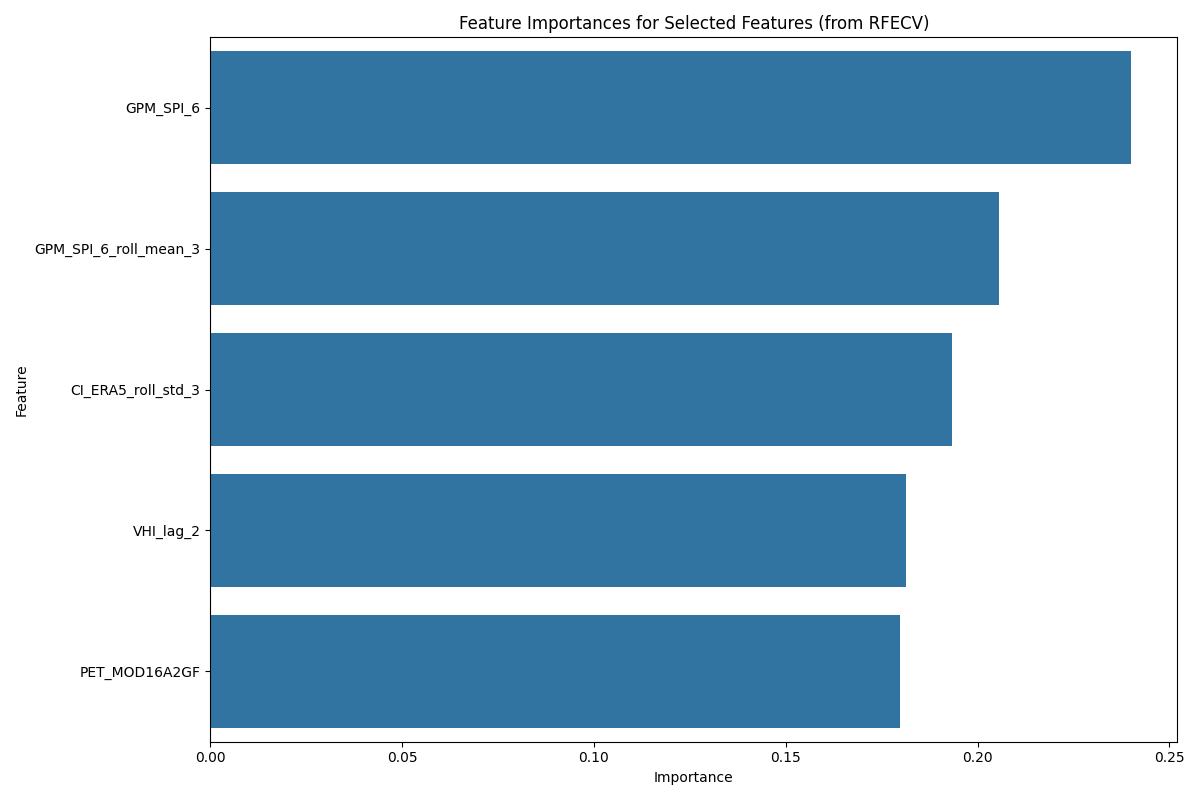 Feature Importances for Selected Features (from RFECV)
Feature
GPM_SPI_6
GPM_SPI_6_roll_mean_3
CI_ERA5_roll_std_3
VHI_lag_2
PET_MOD16A2GF
0.00 0.05 0.10 0.15 0.20 0.25
Importance